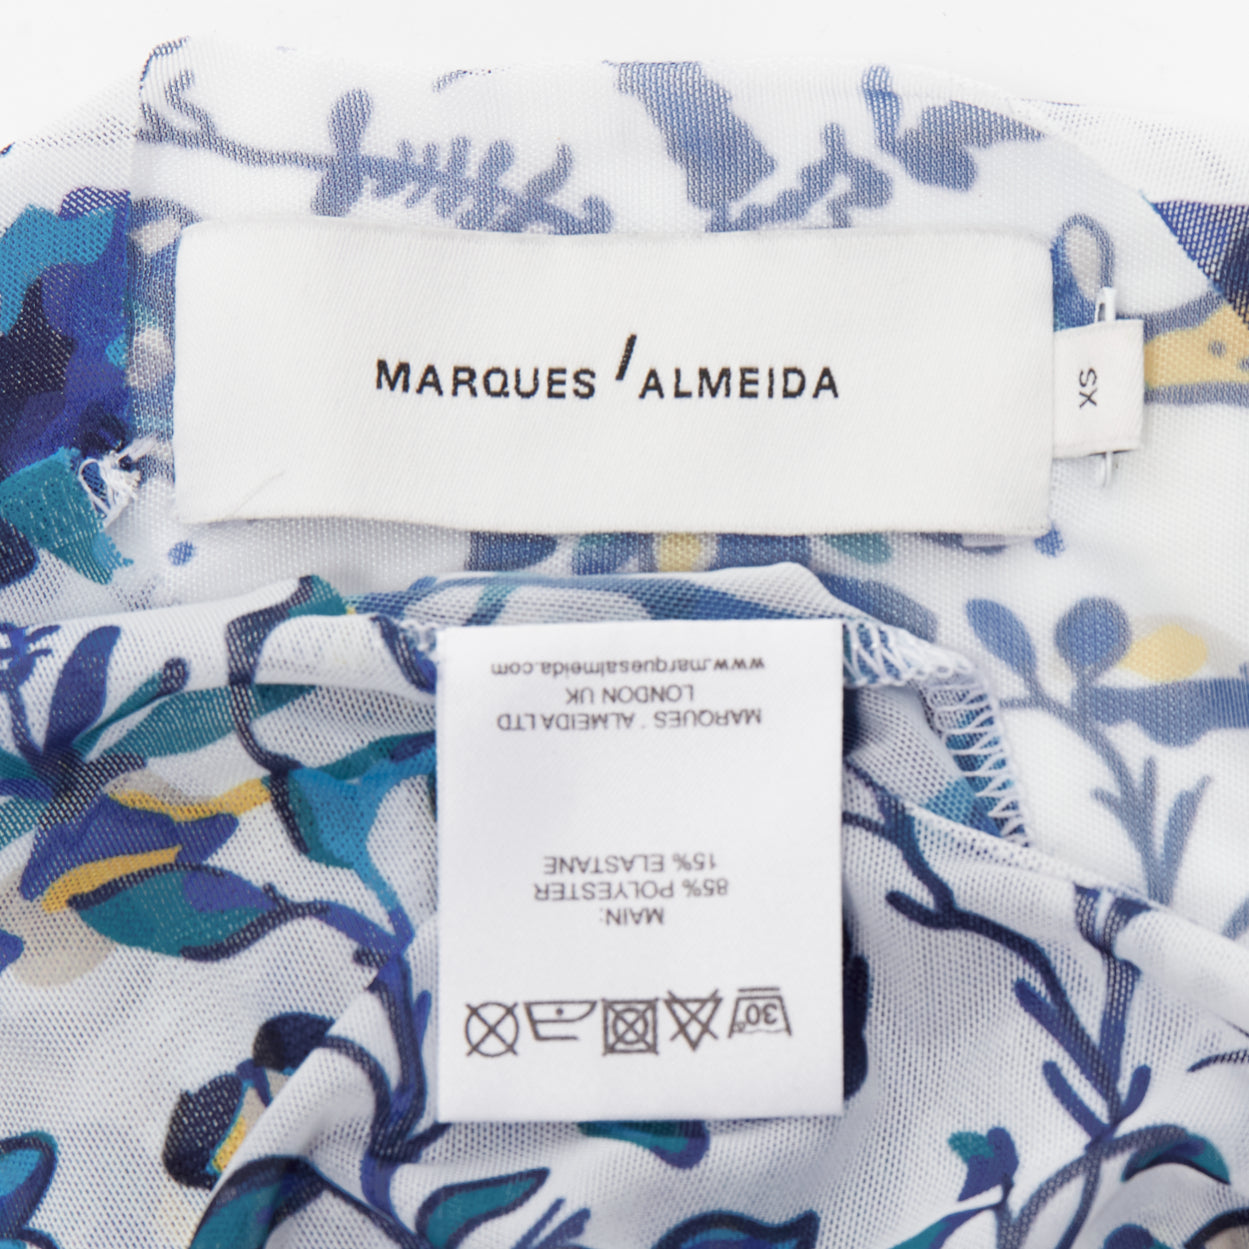 MARQUES'ALMEIDA
XS
30°
MAIN:
85% POLYESTER
15% ELASTANE
MARQUES ' ALMEIDA LTD
LONDON UK
www.marquesalmeida.com